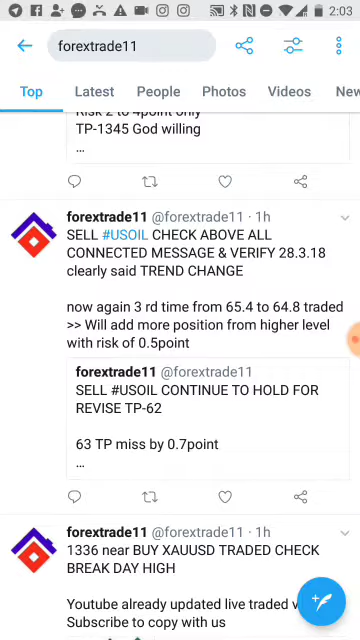 2:03
forextrade11
Top Latest People Photos Videos New
Risk 2 to 4point only
TP-1345 God willing
...
forextrade11 @forextrade11 · 1h
SELL #USOIL CHECK ABOVE ALL
CONNECTED MESSAGE & VERIFY 28.3.18
clearly said TREND CHANGE
now again 3 rd time from 65.4 to 64.8 traded
>> Will add more position from higher level
with risk of 0.5point
forextrade11 @forextrade11
SELL #USOIL CONTINUE TO HOLD FOR
REVISE TP-62
63 TP miss by 0.7point
...
forextrade11 @forextrade11 · 1h
1336 near BUY XAUUSD TRADED CHECK
BREAK DAY HIGH
Youtube already updated live traded
Subscribe to copy with us